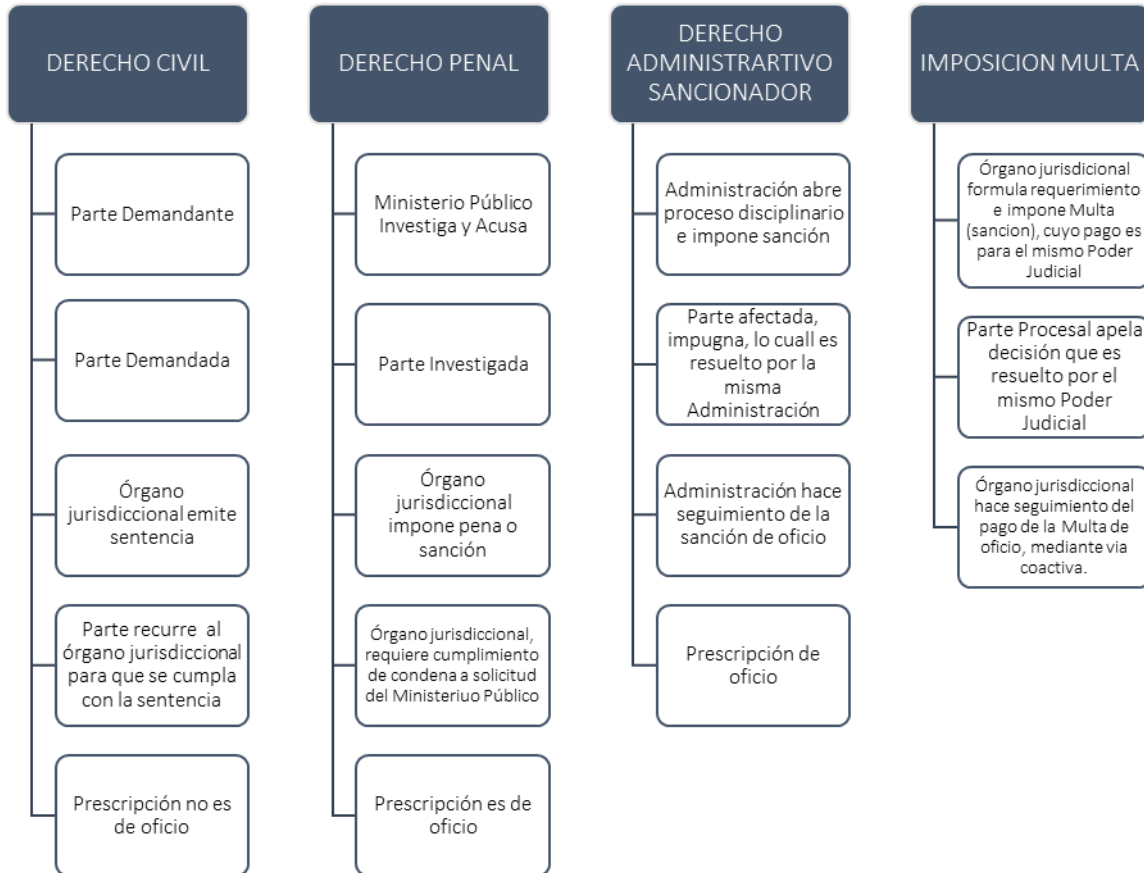 DERECHO CIVIL
Parte Demandante
Parte Demandada
Órgano
jurisdiccional emite
sentencia
Parte recurre al
órgano jurisdiccional
para que se cumpla
con la sentencia
Prescripción no es
de oficio
DERECHO PENAL
Ministerio Público
Investiga y Acusa
Parte Investigada
Órgano
jurisdiccional
impone pena o
sanción
Órgano jurisdiccional,
requiere cumplimiento
de condena a solicitud
del Ministeriuo Público
Prescripción es de
oficio
DERECHO
ADMINISTRARTIVO
SANCIONADOR
Administración abre
proceso disciplinario
e impone sanción
Parte afectada,
impugna, lo cuall es
resuelto por la
misma
Administración
Administración hace
seguimiento de la
sanción de oficio
Prescripción de
oficio
IMPOSICION MULTA
Órgano jurisdicional
formula requerimiento
e impone Multa
(sancion), cuyo pago es
para el mismo Poder
Judicial
Parte Procesal apela
decisión que es
resuelto por el
mismo Poder
Judicial
Órgano jurisdiccional
hace seguimiento del
pago de la Multa de
oficio, mediante via
coactiva.